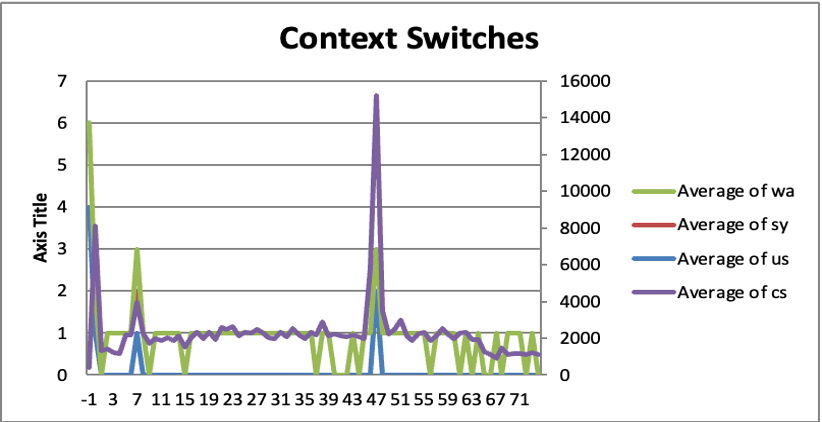 Context Switches
7
6
5
4
3
2
1
0
Axis Title
16000
14000
12000
10000
8000
6000
4000
2000
0
-1 3 7 11 15 19 23 27 31 35 39 43 47 51 55 59 63 67 71
Average of wa
Average of sy
Average of us
Average of cs